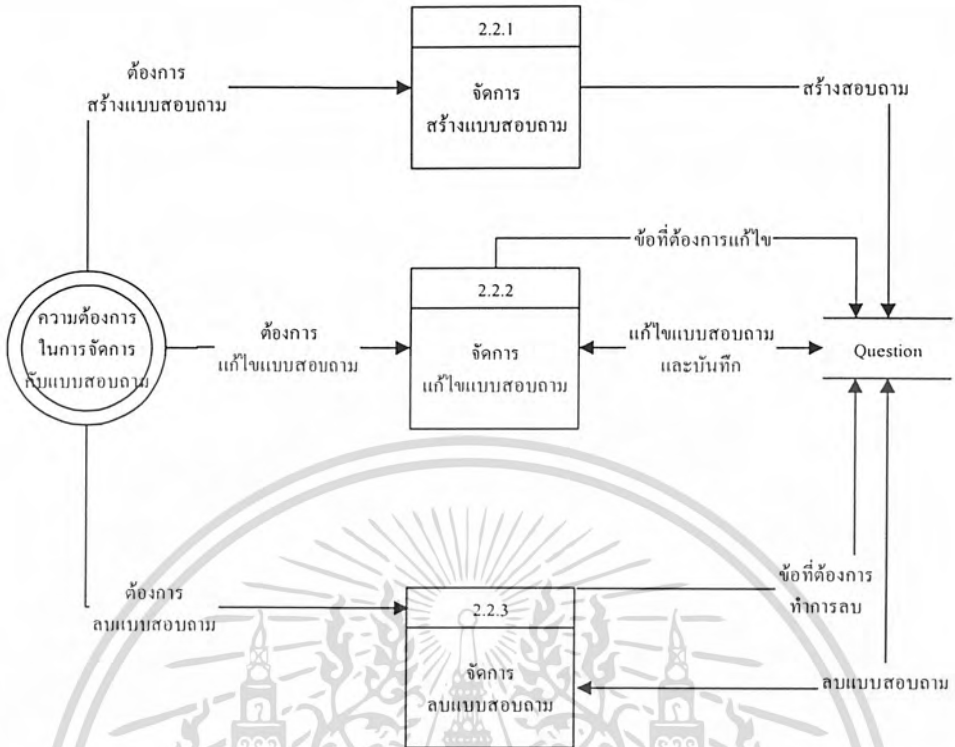 2.2.1
ต้องการ
สร้างแบบสอบถาม
จัดการ
สร้างแบบสอบถาม
สร้างสอบถาม
ข้อที่ต้องการแก้ไข
2.2.2
ความต้องการ
ในการจัดการ
กับแบบสอบถาม
ต้องการ
แก้ไขแบบสอบถาม
จัดการ
แก้ไขแบบสอบถาม
แก้ไขแบบสอบถาม
และบันทึก
Question
ต้องการ
ลบแบบสอบถาม
2.2.3
จัดการ
ลบแบบสอบถาม
ข้อที่ต้องการ
ทำการลบ
ลบแบบสอบถาม